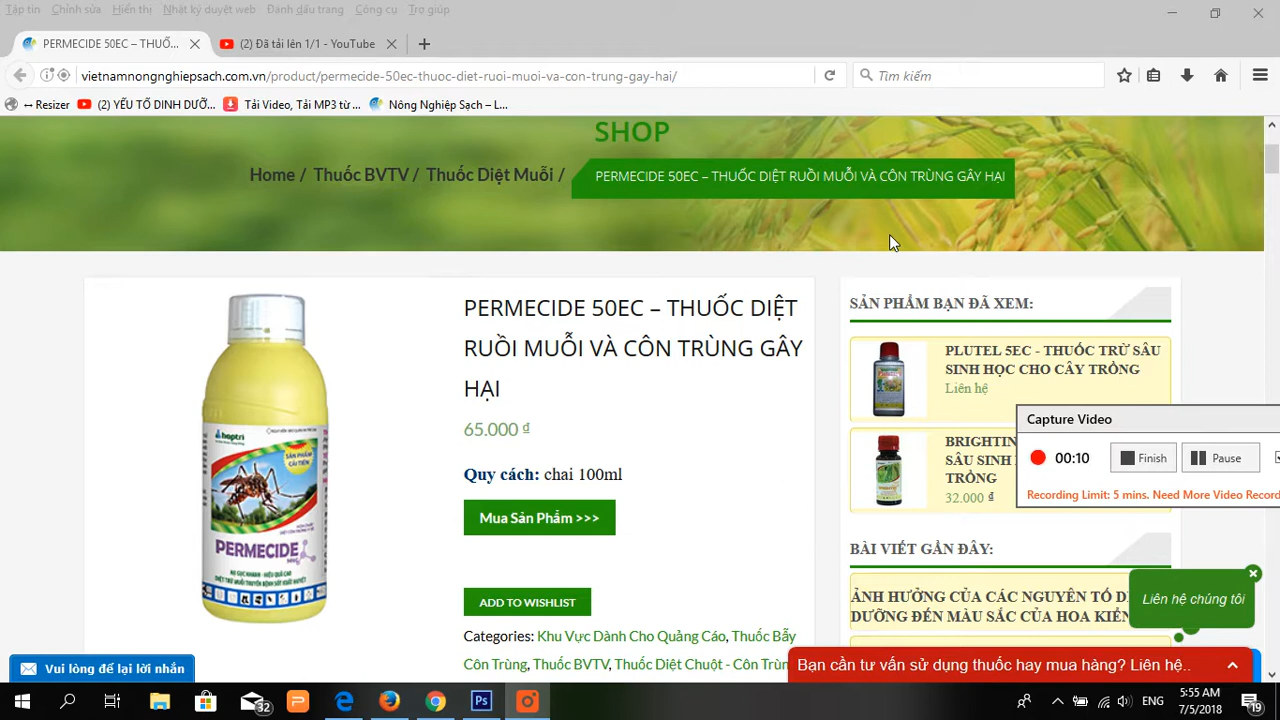 Tập tin Chỉnh sửa Hiển thị Nhật ký duyệt web Đánh dấu trang Công cụ Trợ giúp
PERMECIDE 50EC – THUỐ...
(2) Đã tải lên 1/1 - YouTube
vietnamnongnghiepsach.com.vn/product/permecide-50ec-thuoc-diet-ruoi-muoi-va-con-trung-gay-hai/
Tìm kiếm
↔ Resizer
(2) YẾU TỐ DINH DƯỠ...
Tải Video, Tải MP3 từ ...
Nông Nghiệp Sạch – L...
SHOP
Home / Thuốc BVTV / Thuốc Diệt Muỗi /
PERMECIDE 50EC – THUỐC DIỆT RUỒI MUỖI VÀ CÔN TRÙNG GÂY HẠI
hoptri
SẢN PHẨM
CẢI TIẾN
PERMECIDE
50EC
PERMECIDE 50EC – THUỐC DIỆT
RUỒI MUỖI VÀ CÔN TRÙNG GÂY
HẠI
65.000 ₫
Quy cách: chai 100ml
Mua Sản Phẩm >>>
ADD TO WISHLIST
Categories: Khu Vực Dành Cho Quảng Cáo, Thuốc Bẫy
Côn Trùng, Thuốc BVTV, Thuốc Diệt Chuột - Côn Trùn
SẢN PHẨM BẠN ĐÃ XEM:
PLUTEL 5EC - THUỐC TRỪ SÂU
SINH HỌC CHO CÂY TRỒNG
Liên hệ
BRIGHTIN
SÂU SINH
TRỒNG
32.000 ₫
Capture Video
00:10
Finish
Pause
Recording Limit: 5 mins. Need More Video Record
BÀI VIẾT GẦN ĐÂY:
ẢNH HƯỞNG CỦA CÁC NGUYÊN TỐ D
DƯỠNG ĐẾN MÀU SẮC CỦA HOA KIỂN
Liên hệ chúng tôi
Vui lòng để lại lời nhắn
Bạn cần tư vấn sử dụng thuốc hay mua hàng? Liên hệ..
32
ENG
5:55 AM
7/5/2018
19